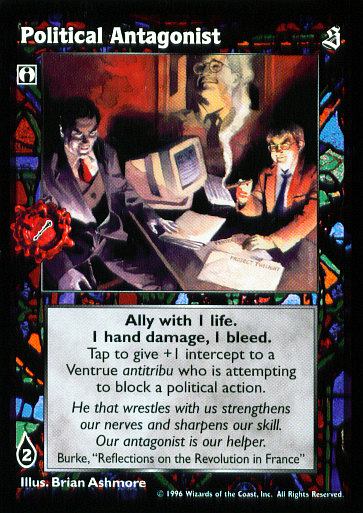 Political Antagonist
PROJECT TWILIGHT
Ally with 1 life.
1 hand damage, 1 bleed.
Tap to give +1 intercept to a
Ventrue antitribu who is attempting
to block a political action.
He that wrestles with us strengthens
our nerves and sharpens our skill.
Our antagonist is our helper.
Burke, "Reflections on the Revolution in France"
2
Illus. Brian Ashmore
© 1996 Wizards of the Coast, Inc. All Rights Reserved.